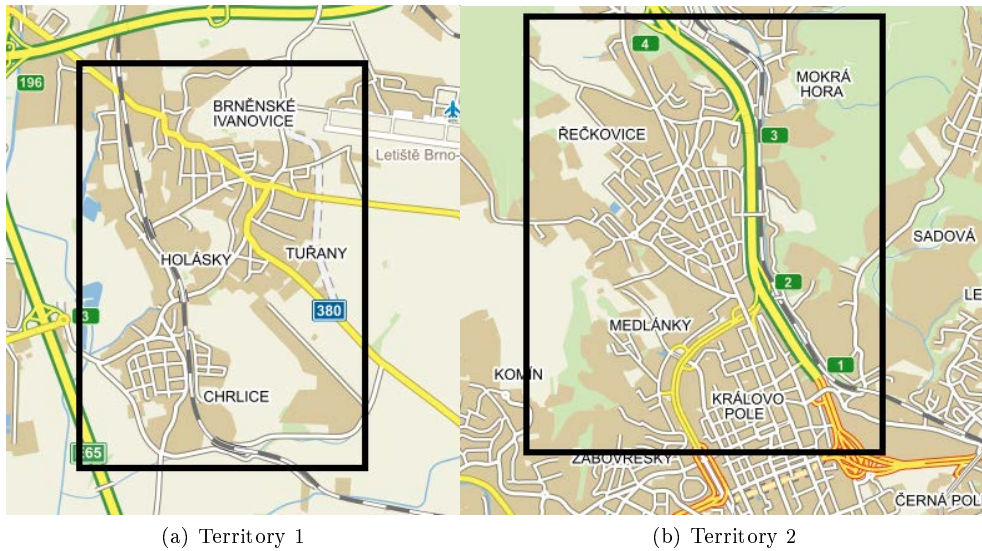 196
BRNĚNSKÉ
IVANOVICE
Letiště Brno-
HOLÁSKY
TUŘANY
380
3
CHRLICE
E65
(a) Territory 1
4
MOKRÁ
HORA
ŘEČKOVICE
3
SADOVÁ
2
LE
MEDLÁNKY
1
KOMÍN
KRÁLOVO
POLE
ŽABOVŘESKY
ČERNÁ POL
(b) Territory 2